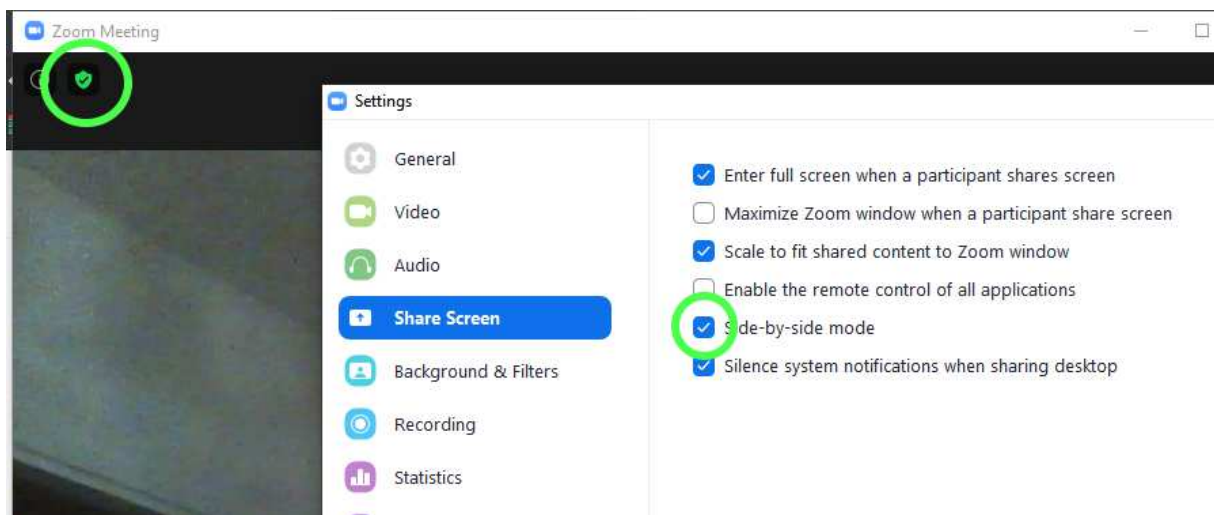 Zoom Meeting
Settings
General
Video
Audio
Share Screen
Background & Filters
Recording
Statistics
Enter full screen when a participant shares screen
Maximize Zoom window when a participant share screen
Scale to fit shared content to Zoom window
Enable the remote control of all applications
Side-by-side mode
Silence system notifications when sharing desktop